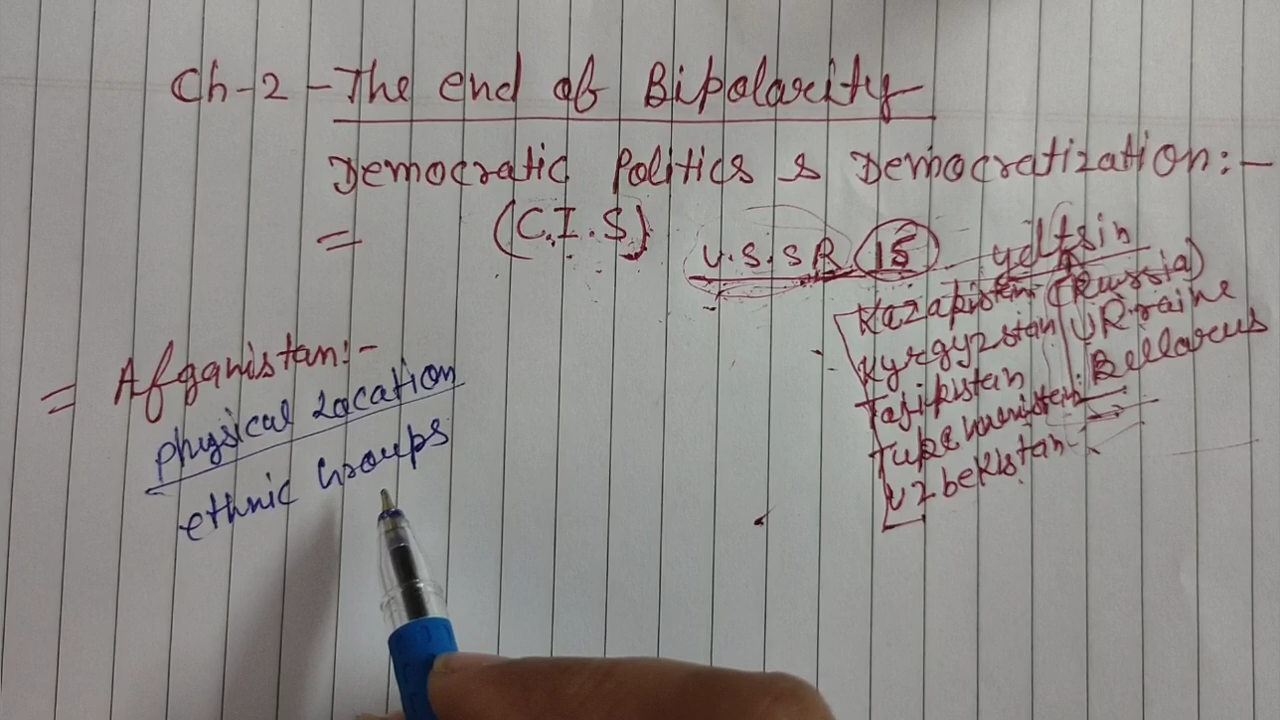 Ch-2 - The end of Bipolarity
Democratic Politics & Democratization:-
= (C.I.S) U.S.S.R 15 yeltsin
Kazakistan (Russia)
Kyrgyzstan UKraine
Tajikistan Bellarus
Turkmenistan
Uzbekistan
= Afganistan:-
physical Location
ethnic Groups